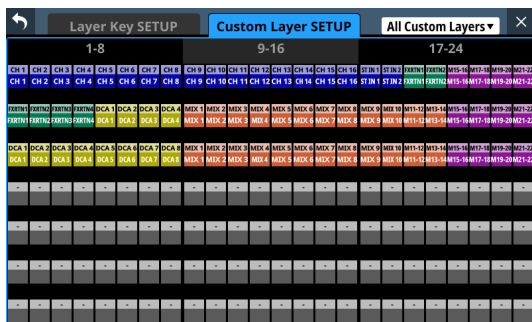 Layer Key SETUP Custom Layer SETUP All Custom Layers ▾ ×
1-8 9-16 17-24
CH 1 CH 2 CH 3 CH 4 CH 5 CH 6 CH 7 CH 8 CH 9 CH 10 CH 11 CH 12 CH 13 CH 14 CH 15 CH 16 ST IN 1 ST IN 2 FXRTN1 FXRTN2 M15-16 M17-18 M19-20 M21-22
CH 1 CH 2 CH 3 CH 4 CH 5 CH 6 CH 7 CH 8 CH 9 CH 10 CH 11 CH 12 CH 13 CH 14 CH 15 CH 16 ST IN 1 ST IN 2 FXRTN1 FXRTN2 M15-16 M17-18 M19-20 M21-22
FXRTN1 FXRTN2 FXRTN3 FXRTN4 DCA 1 DCA 2 DCA 3 DCA 4 MIX 1 MIX 2 MIX 3 MIX 4 MIX 5 MIX 6 MIX 7 MIX 8 MIX 9 MIX 10 M11-12 M13-14 M15-16 M17-18 M19-20 M21-22
FXRTN1 FXRTN2 FXRTN3 FXRTN4 DCA 1 DCA 2 DCA 3 DCA 4 MIX 1 MIX 2 MIX 3 MIX 4 MIX 5 MIX 6 MIX 7 MIX 8 MIX 9 MIX 10 M11-12 M13-14 M15-16 M17-18 M19-20 M21-22
DCA 1 DCA 2 DCA 3 DCA 4 DCA 5 DCA 6 DCA 7 DCA 8 MIX 1 MIX 2 MIX 3 MIX 4 MIX 5 MIX 6 MIX 7 MIX 8 MIX 9 MIX 10 M11-12 M13-14 M15-16 M17-18 M19-20 M21-22
DCA 1 DCA 2 DCA 3 DCA 4 DCA 5 DCA 6 DCA 7 DCA 8 MIX 1 MIX 2 MIX 3 MIX 4 MIX 5 MIX 6 MIX 7 MIX 8 MIX 9 MIX 10 M11-12 M13-14 M15-16 M17-18 M19-20 M21-22
- - - - - - - - - - - - - - - - - - - - - - - -
- - - - - - - - - - - - - - - - - - - - - - - -
- - - - - - - - - - - - - - - - - - - - - - - -
- - - - - - - - - - - - - - - - - - - - - - - -